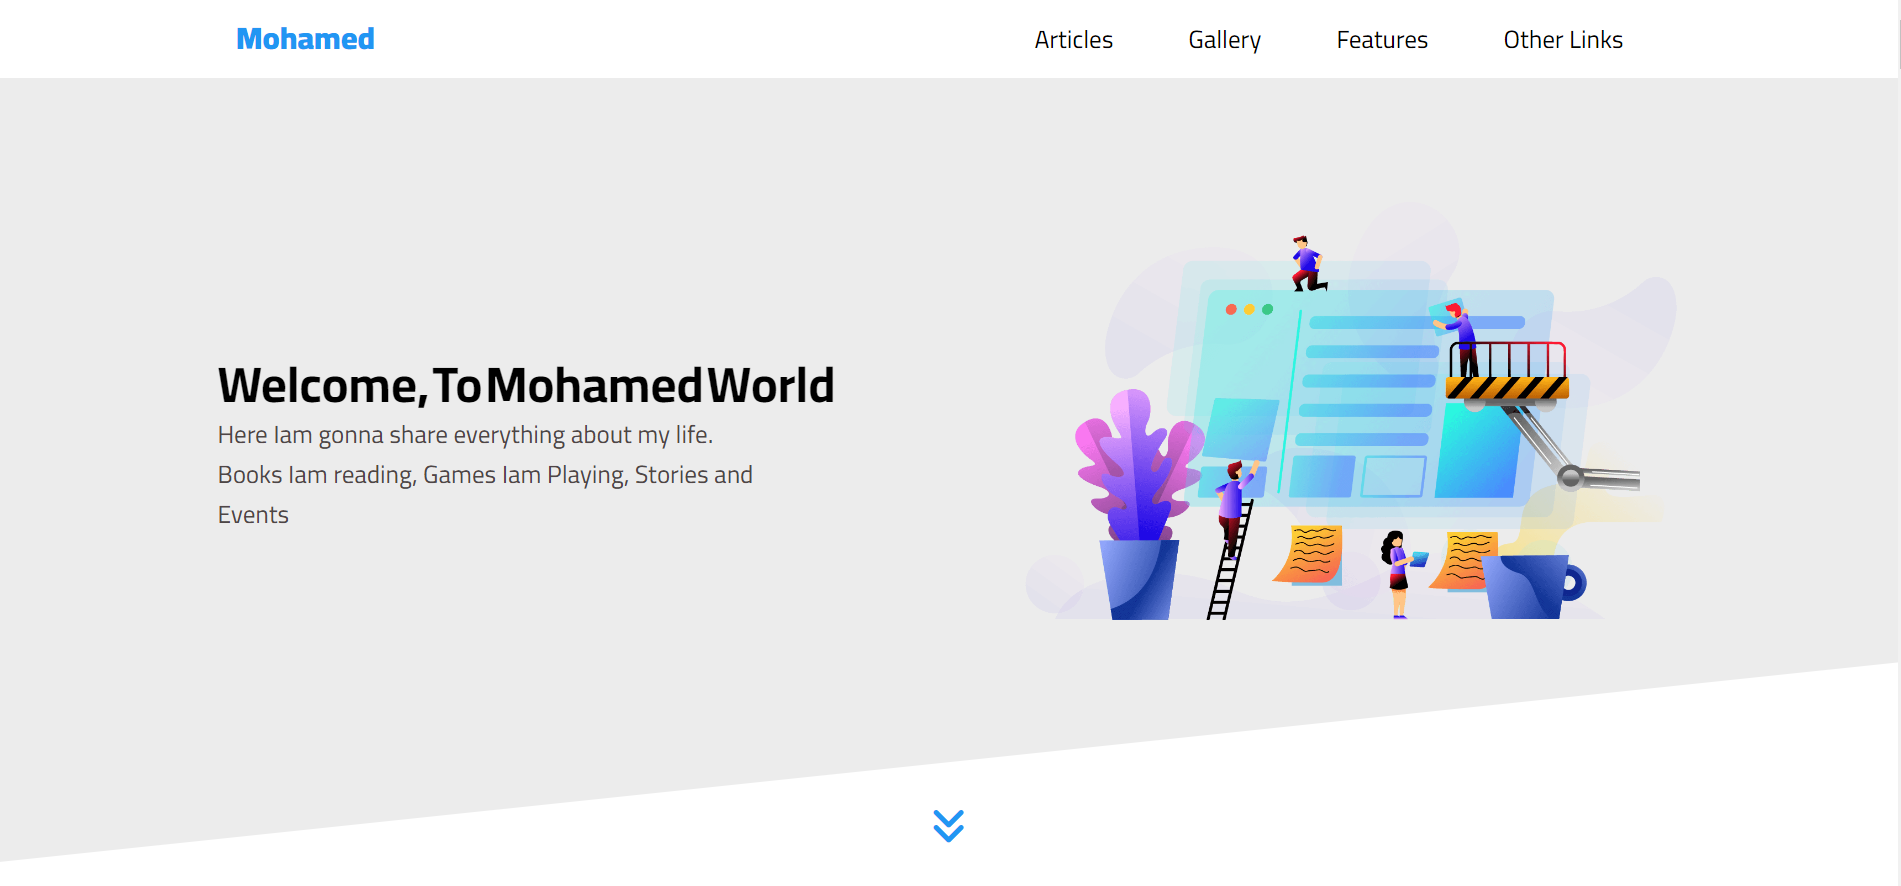 Mohamed
Articles
Gallery
Features
Other Links
Welcome,To Mohamed World
Here Iam gonna share everything about my life.
Books Iam reading, Games Iam Playing, Stories and
Events